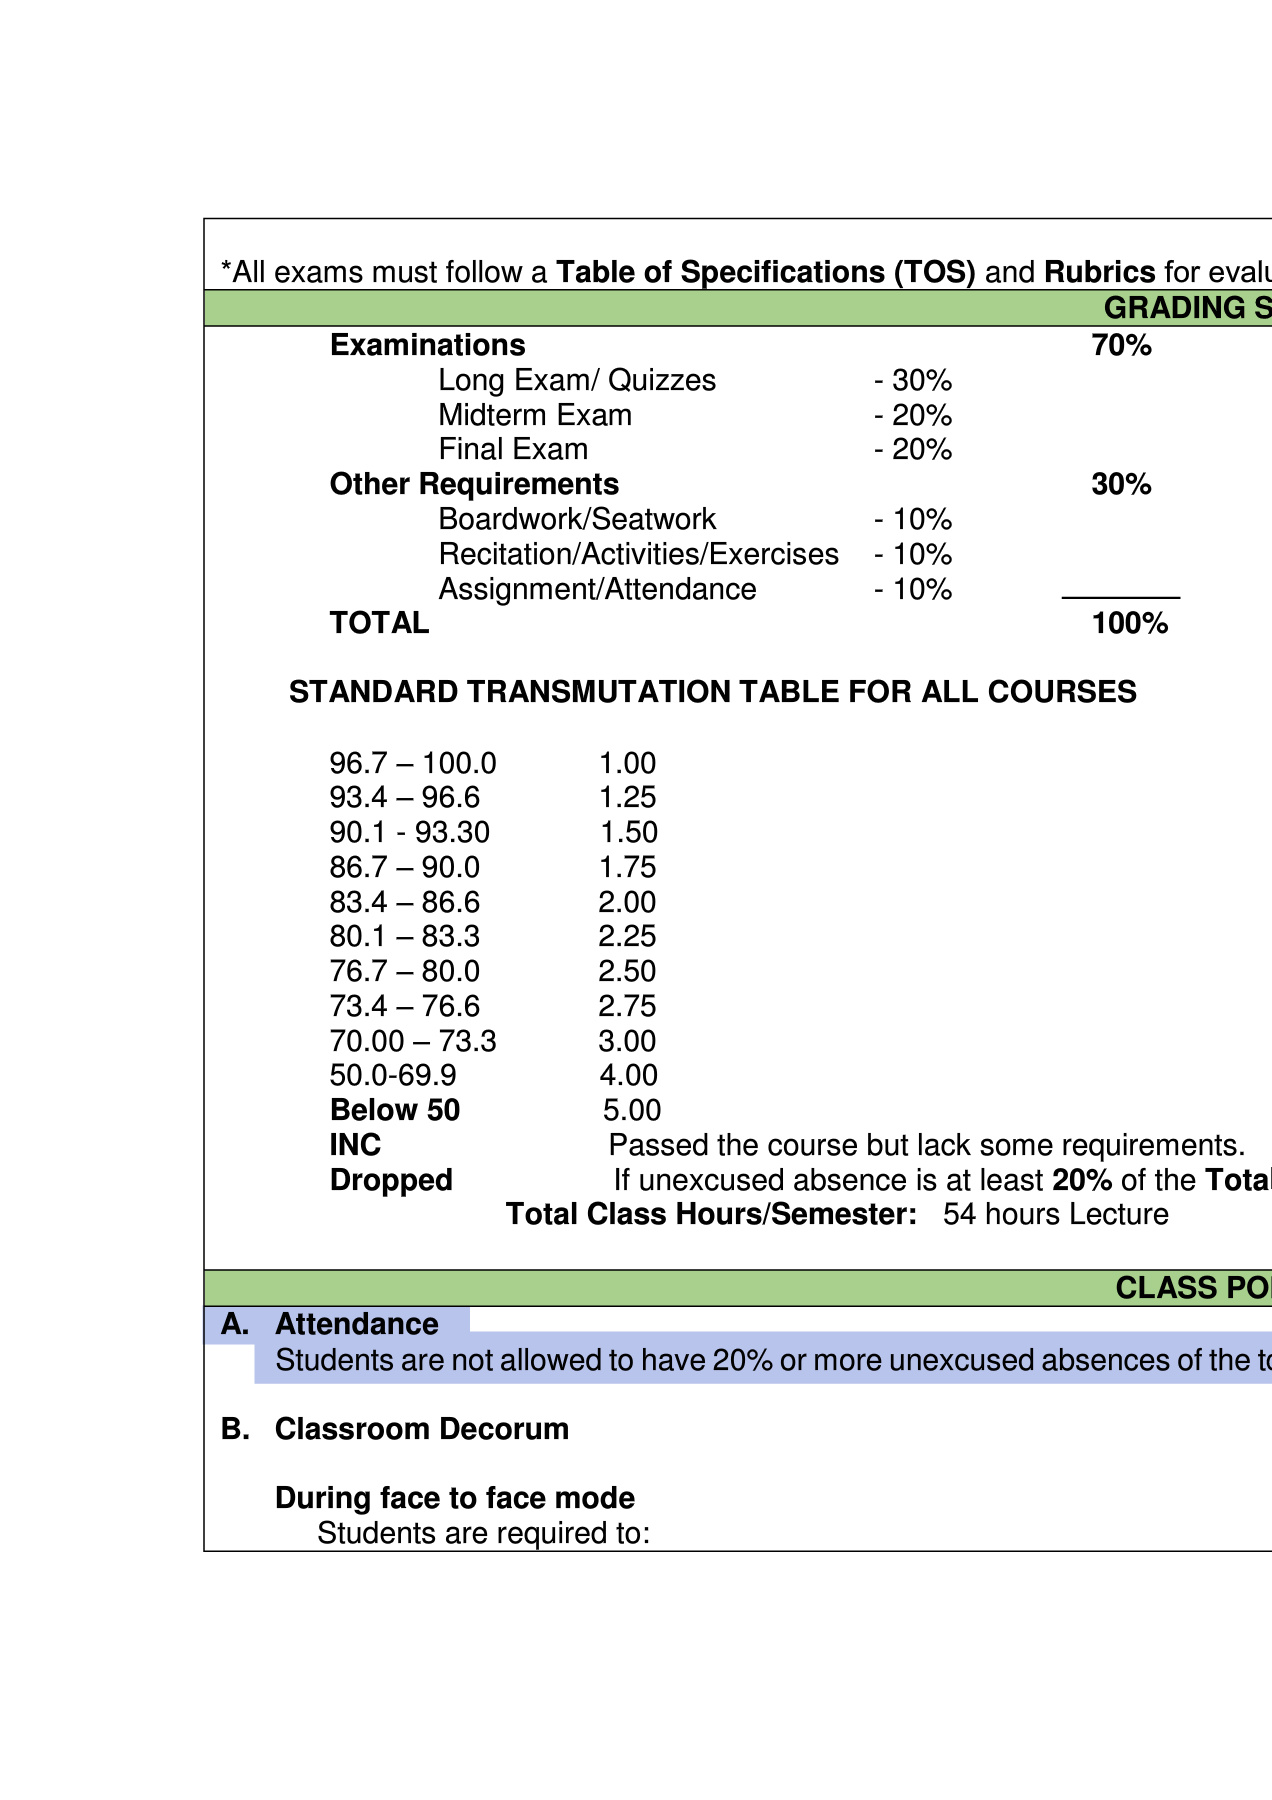 *All exams must follow a Table of Specifications (TOS) and Rubrics for
GRADING
Examinations 70%
Long Exam/ Quizzes - 30%
Midterm Exam - 20%
Final Exam - 20%
Other Requirements 30%
Boardwork/Seatwork - 10%
Recitation/Activities/Exercises - 10%
Assignment/Attendance - 10%
TOTAL 100%
STANDARD TRANSMUTATION TABLE FOR ALL COURSES
96.7 – 100.0 1.00
93.4 – 96.6 1.25
90.1 - 93.30 1.50
86.7 – 90.0 1.75
83.4 – 86.6 2.00
80.1 – 83.3 2.25
76.7 – 80.0 2.50
73.4 – 76.6 2.75
70.00 – 73.3 3.00
50.0-69.9 4.00
Below 50 5.00
INC Passed the course but lack some requirements.
Dropped If unexcused absence is at least 20% of the Total
Total Class Hours/Semester: 54 hours Lecture
CLASS
A. Attendance
Students are not allowed to have 20% or more unexcused absences of the
B. Classroom Decorum
During face to face mode
Students are required to: